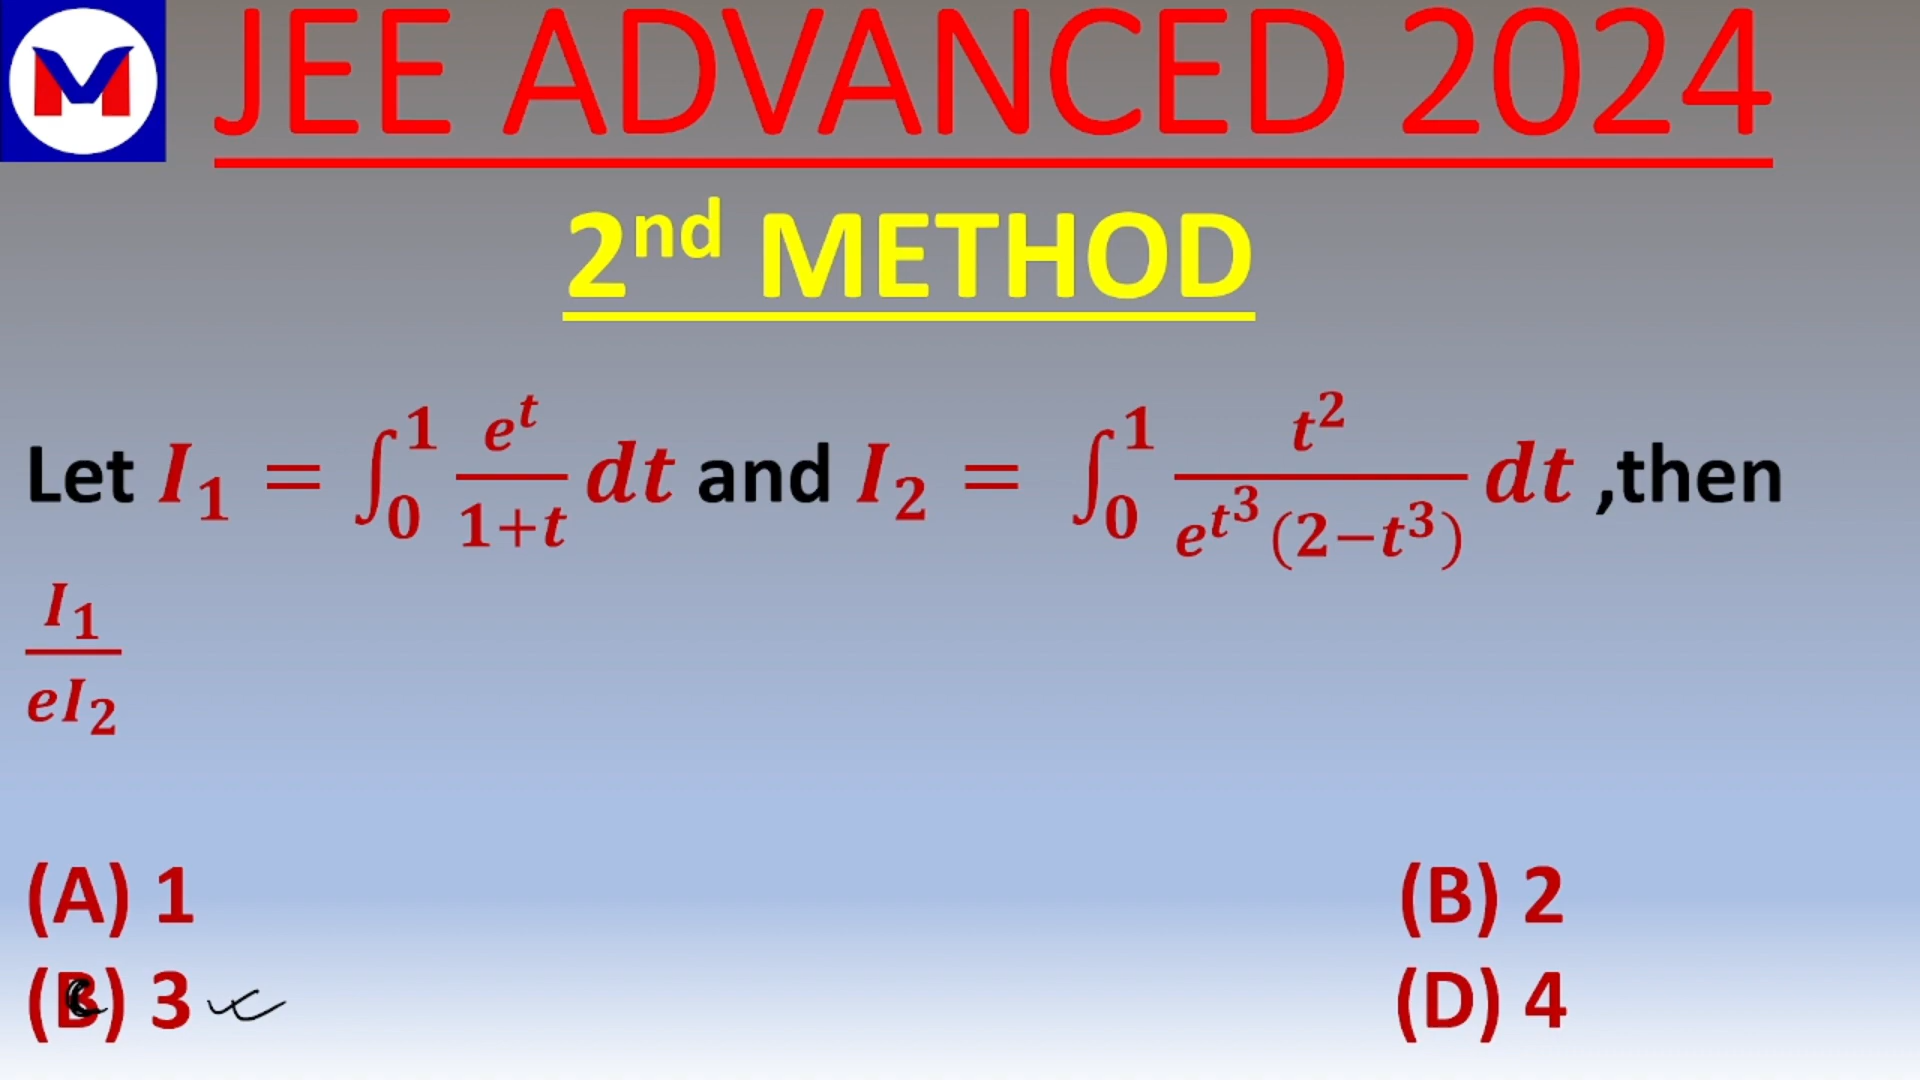 M
JEE ADVANCED 2024
2nd METHOD
Let I₁ = ∫₀¹ eᵗ/(1+t) dt and I₂ = ∫₀¹ t²/(e^{t³}(2−t³)) dt ,then
I₁/(eI₂)
(A) 1 (B) 2
(C) 3 (D) 4